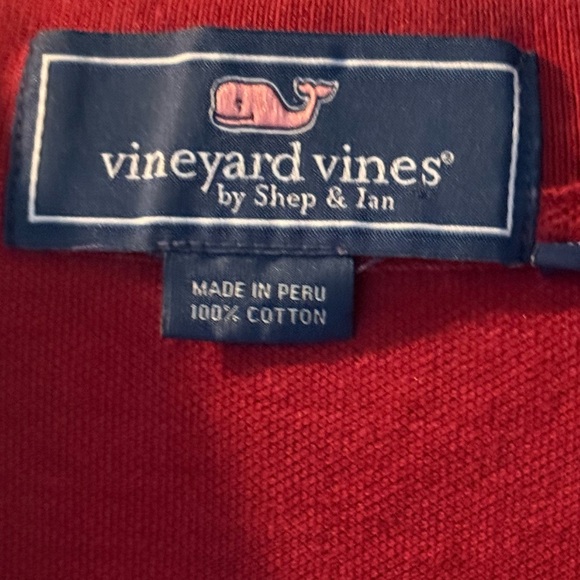 vineyard vines®
by Shep & Ian
MADE IN PERU
100% COTTON